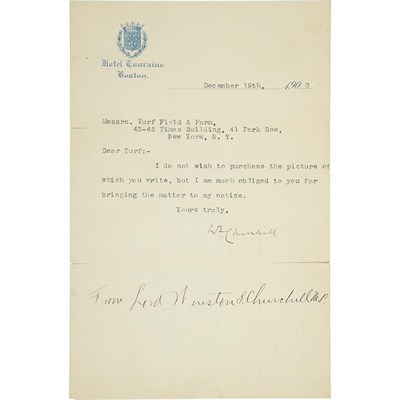 Hotel Touraine.
Boston.
December 19th, 1900
Messrs. Turf Field & Farm,
42-45 Times Building, 41 Park Row,
New York, N. Y.
Dear Turf:-
I do not wish to purchase the picture of
which you write, but I am much obliged to you for
bringing the matter to my notice.
Yours truly,
Churchill
From Lord Winston S. Churchill M.P.